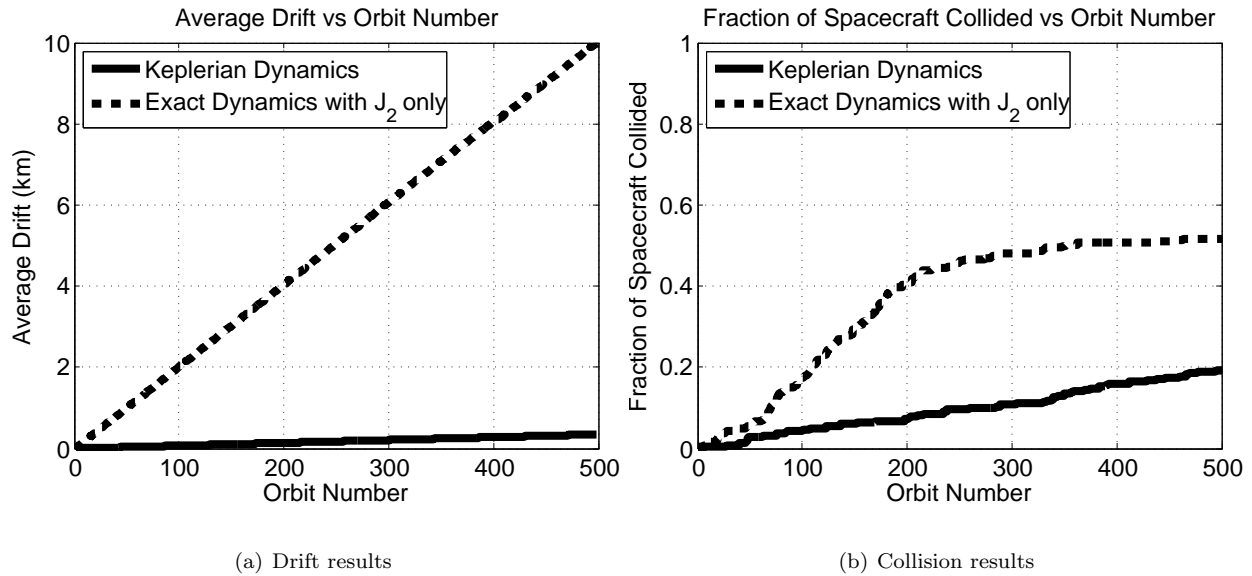 Average Drift vs Orbit Number
10
8
6
4
2
0
Average Drift (km)
Keplerian Dynamics
Exact Dynamics with J2 only
0 100 200 300 400 500
Orbit Number
(a) Drift results
Fraction of Spacecraft Collided vs Orbit Number
1
0.8
0.6
0.4
0.2
0
Fraction of Spacecraft Collided
Keplerian Dynamics
Exact Dynamics with J2 only
0 100 200 300 400 500
Orbit Number
(b) Collision results